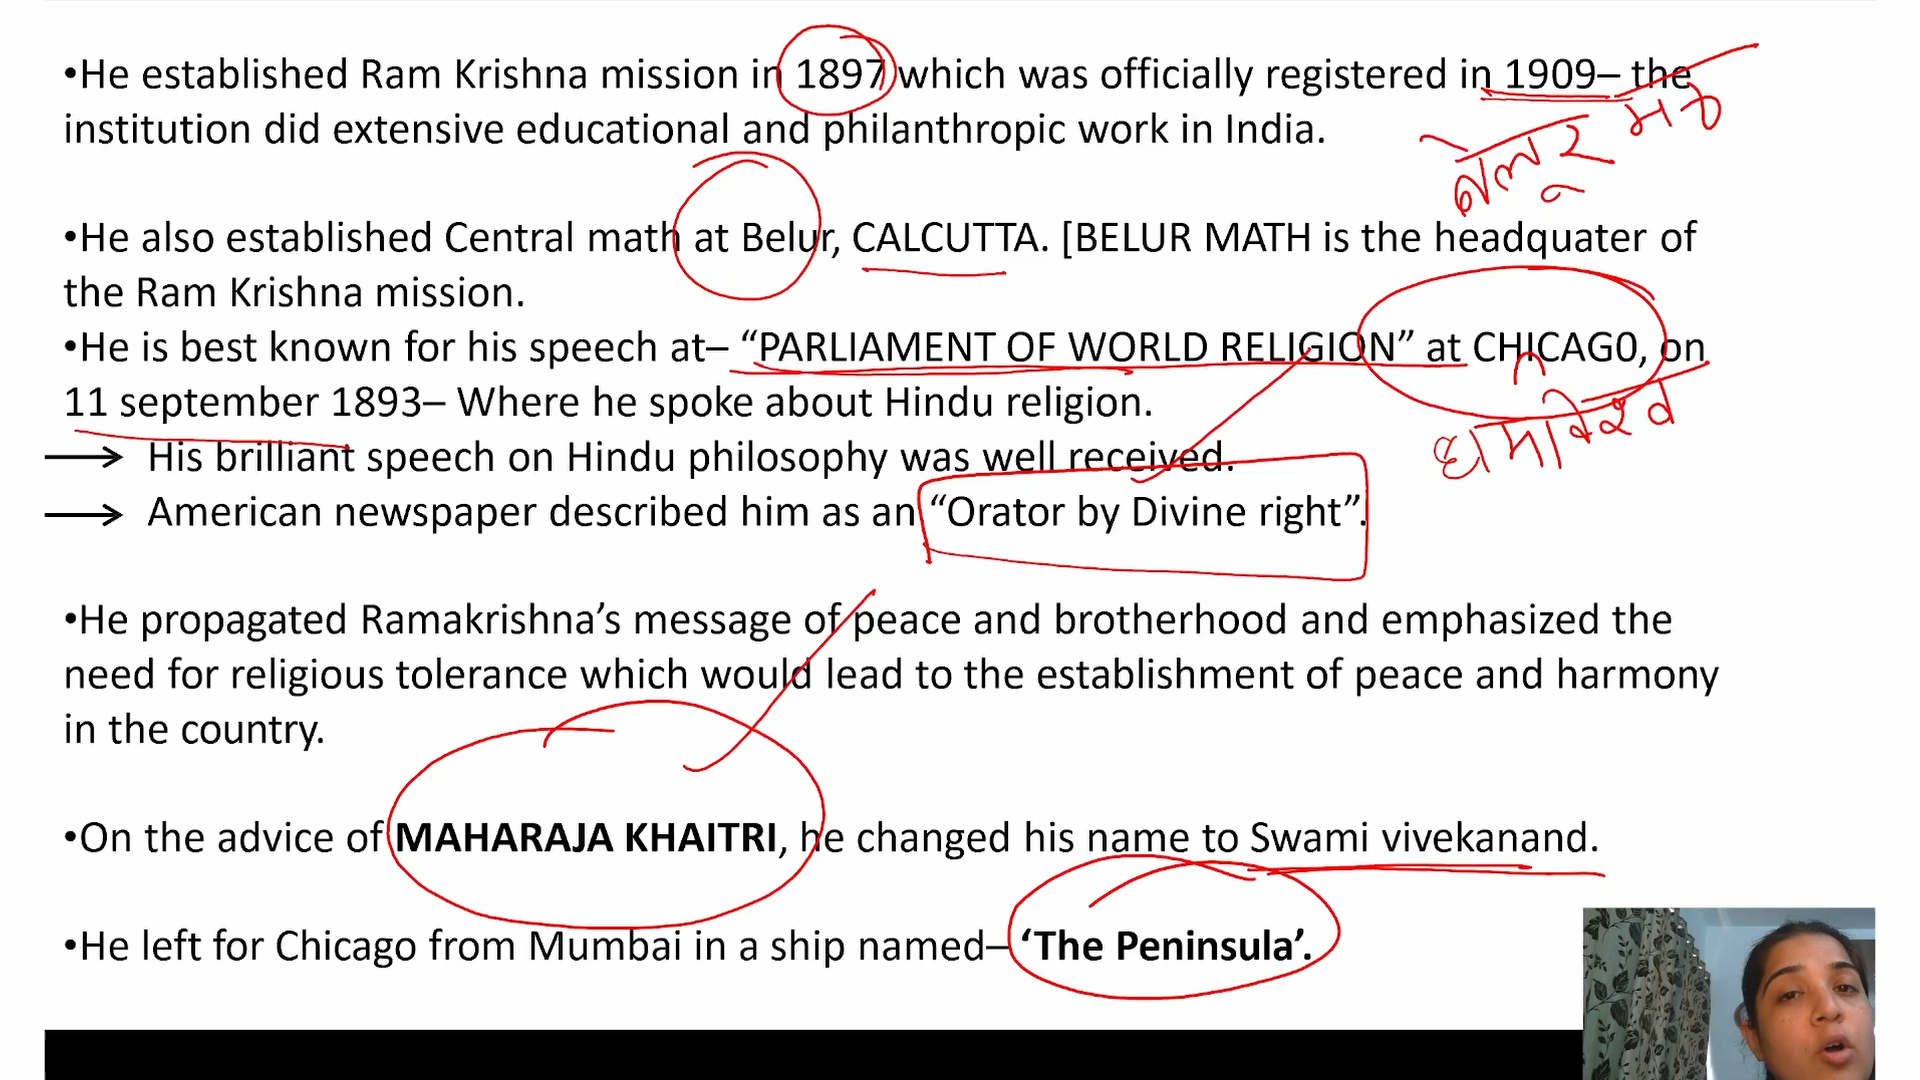 •He established Ram Krishna mission in 1897 which was officially registered in 1909– the
institution did extensive educational and philanthropic work in India.
बेलूर मठ
•He also established Central math at Belur, CALCUTTA. [BELUR MATH is the headquater of
the Ram Krishna mission.
•He is best known for his speech at– “PARLIAMENT OF WORLD RELIGION” at CHICAG0, on
11 september 1893– Where he spoke about Hindu religion.
→ His brilliant speech on Hindu philosophy was well received.
→ American newspaper described him as an “Orator by Divine right”.
•He propagated Ramakrishna’s message of peace and brotherhood and emphasized the
need for religious tolerance which would lead to the establishment of peace and harmony
in the country.
•On the advice of MAHARAJA KHAITRI, he changed his name to Swami vivekanand.
•He left for Chicago from Mumbai in a ship named– ‘The Peninsula’.